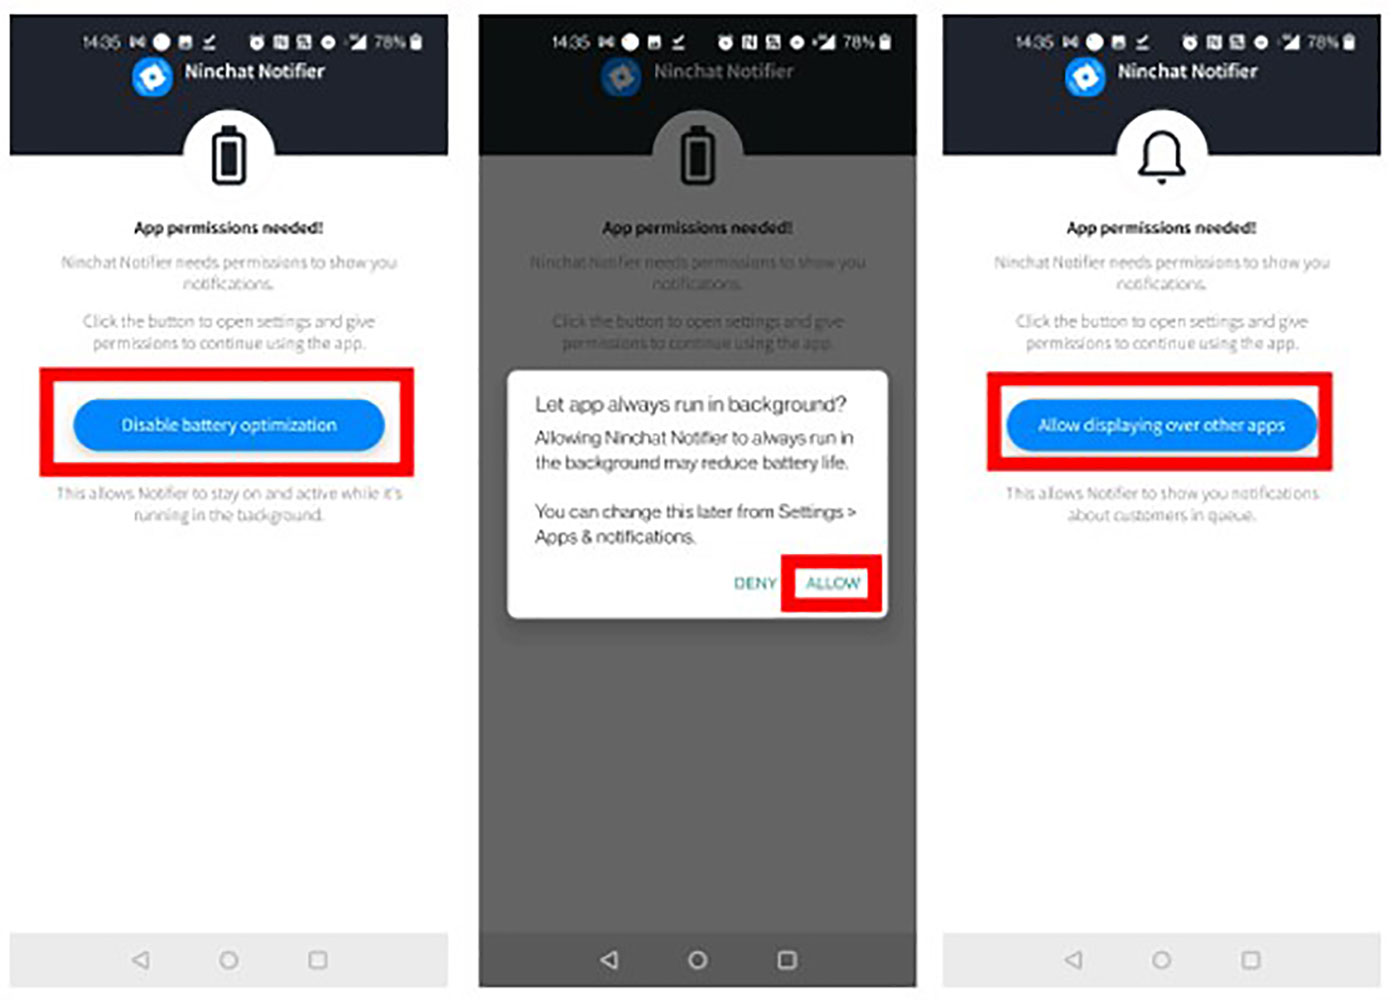 14:35 78%
Ninchat Notifier
App permissions needed!
Ninchat Notifier needs permissions to show you
notifications.
Click the button to open settings and give
permissions to continue using the app.
Disable battery optimization
This allows Notifier to stay on and active while it's
running in the background.
14:35 78%
Ninchat Notifier
App permissions needed!
Ninchat Notifier needs permissions to show you
notifications.
Click the button to open settings and give
permissions to continue using the app.
Let app always run in background?
Allowing Ninchat Notifier to always run in
the background may reduce battery life.
You can change this later from Settings >
Apps & notifications.
DENY ALLOW
14:35 78%
Ninchat Notifier
App permissions needed!
Ninchat Notifier needs permissions to show you
notifications.
Click the button to open settings and give
permissions to continue using the app.
Allow displaying over other apps
This allows Notifier to show you notifications
about customers in queue.